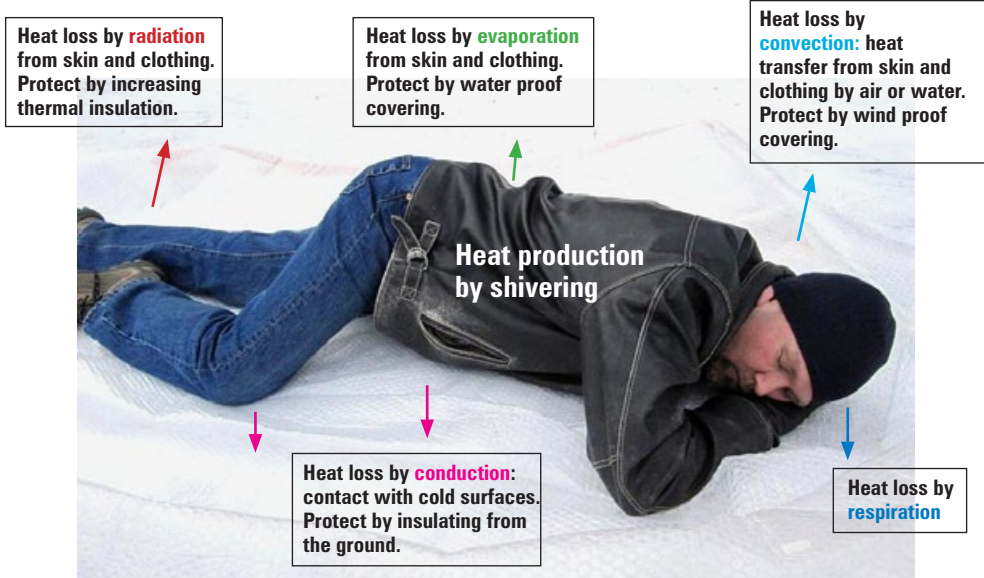 Heat loss by radiation
from skin and clothing.
Protect by increasing
thermal insulation.
Heat loss by evaporation
from skin and clothing.
Protect by water proof
covering.
Heat loss by
convection: heat
transfer from skin and
clothing by air or water.
Protect by wind proof
covering.
Heat production
by shivering
Heat loss by conduction:
contact with cold surfaces.
Protect by insulating from
the ground.
Heat loss by
respiration